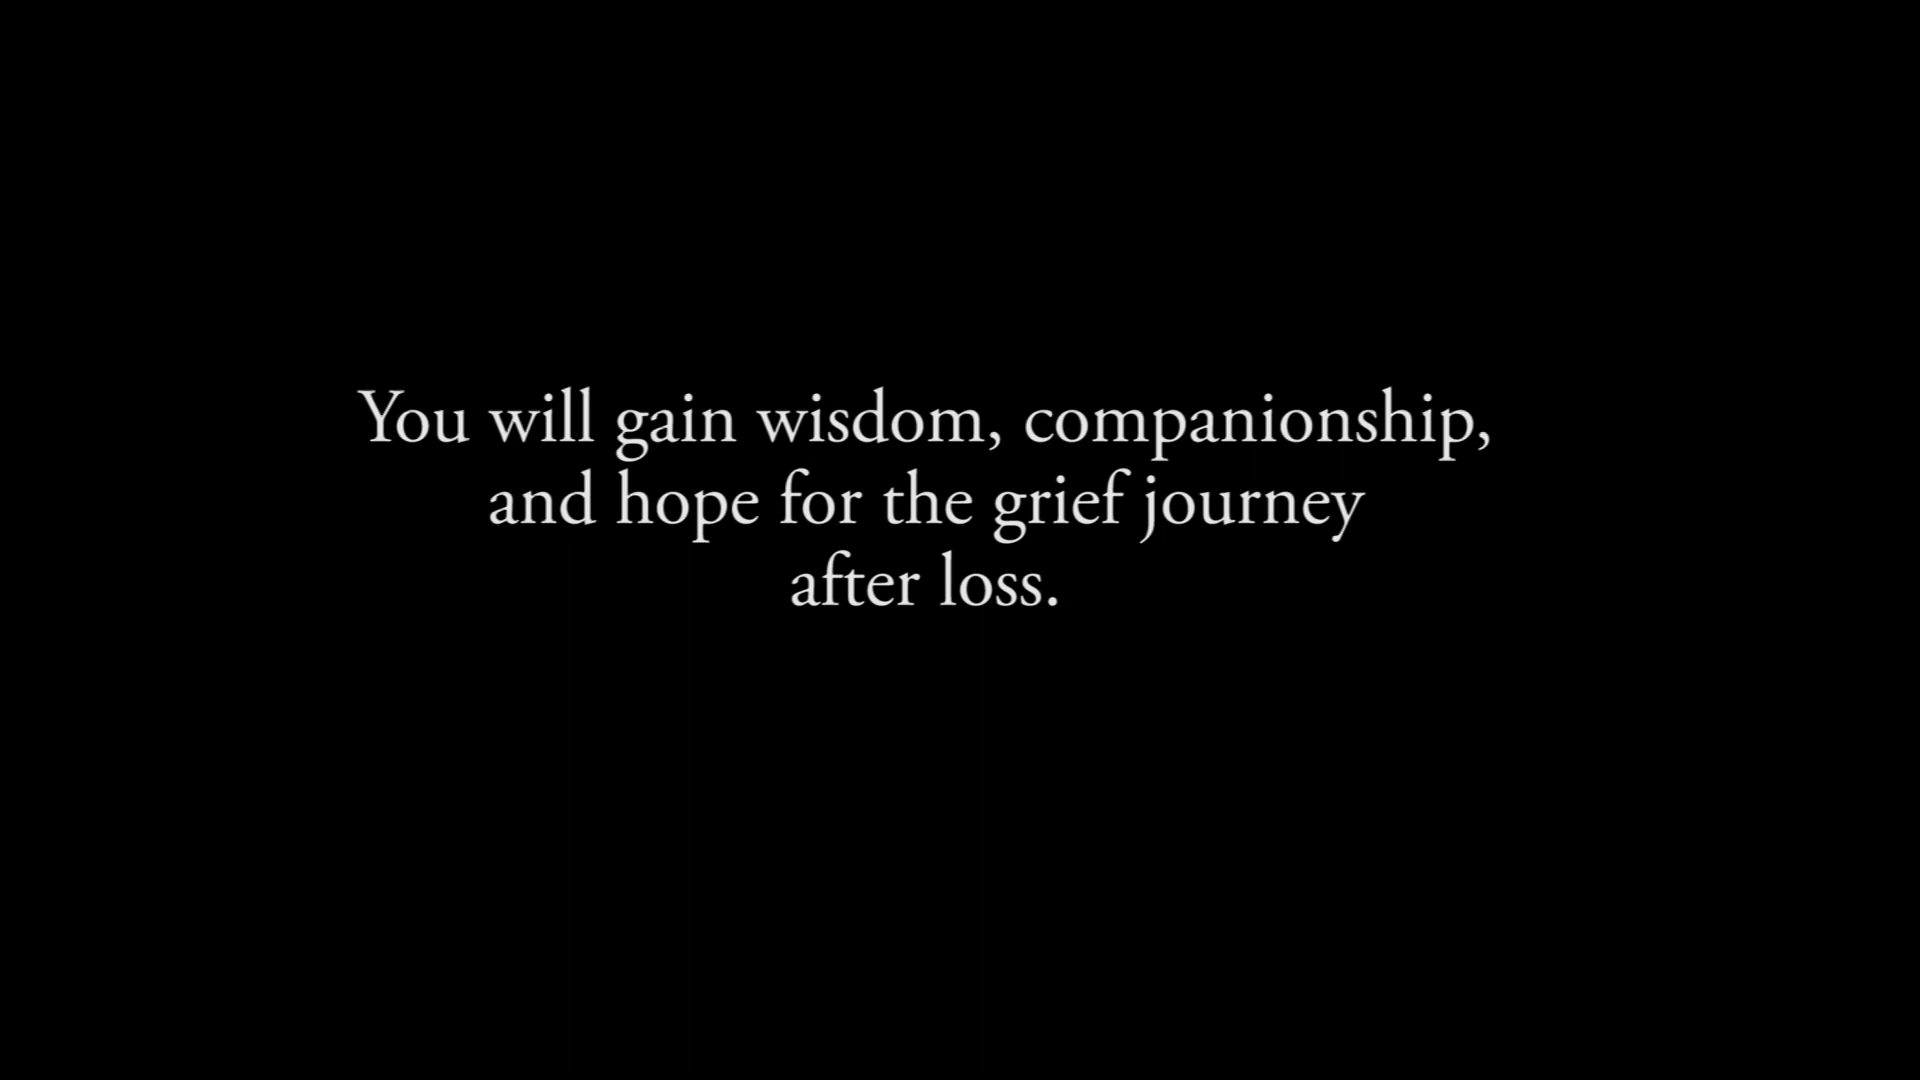 You will gain wisdom, companionship,
and hope for the grief journey
after loss.